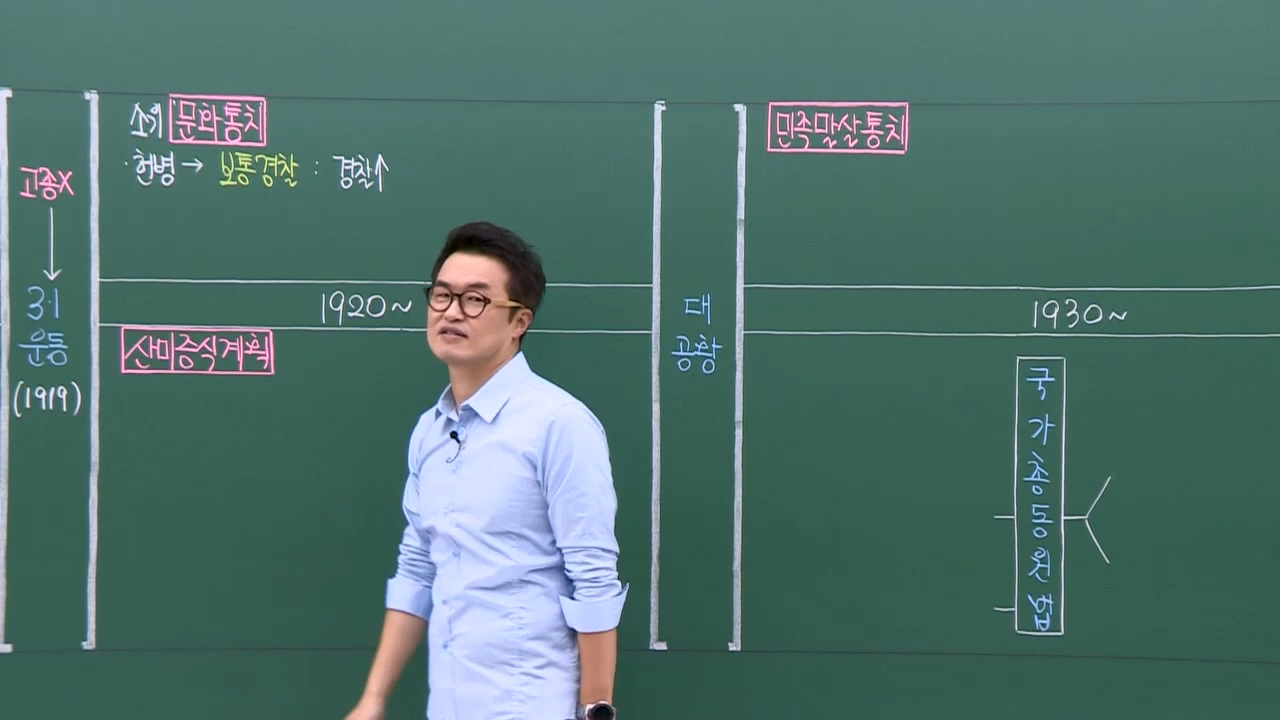 고종X
↓
3·1
운동
(1919)
소위 문화통치
· 헌병 → 보통경찰 : 경찰↑
1920~
산미증식계획
대
공황
민족말살통치
1930~
국
가
총
동
원
법